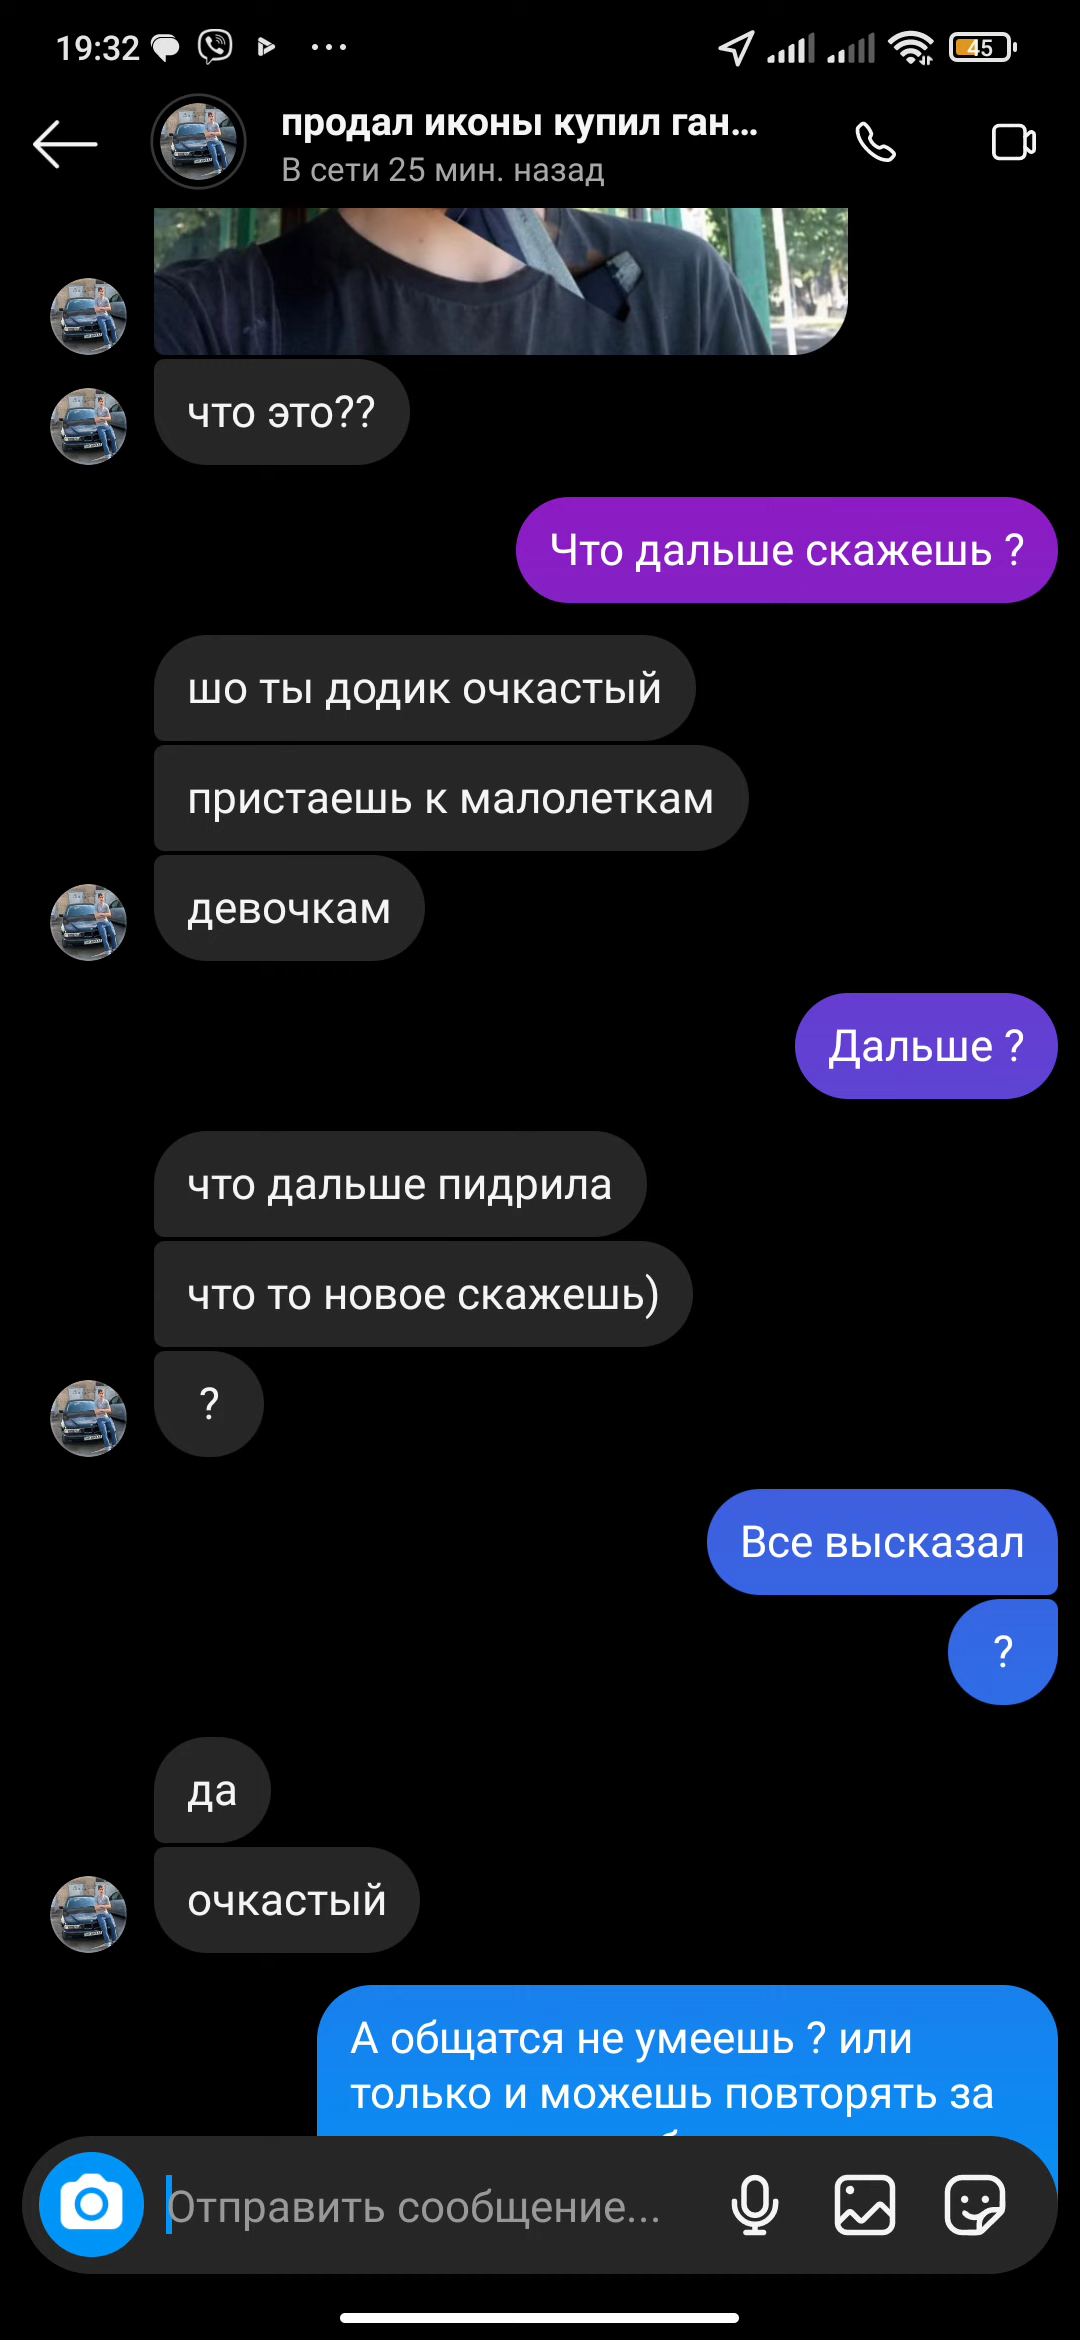 19:32
45
продал иконы купил ган...
В сети 25 мин. назад
что это??
Что дальше скажешь ?
шо ты додик очкастый
пристаешь к малолеткам
девочкам
Дальше ?
что дальше пидрила
что то новое скажешь)
?
Все высказал
?
да
очкастый
А общатся не умеешь ? или
только и можешь повторять за
Отправить сообщение...